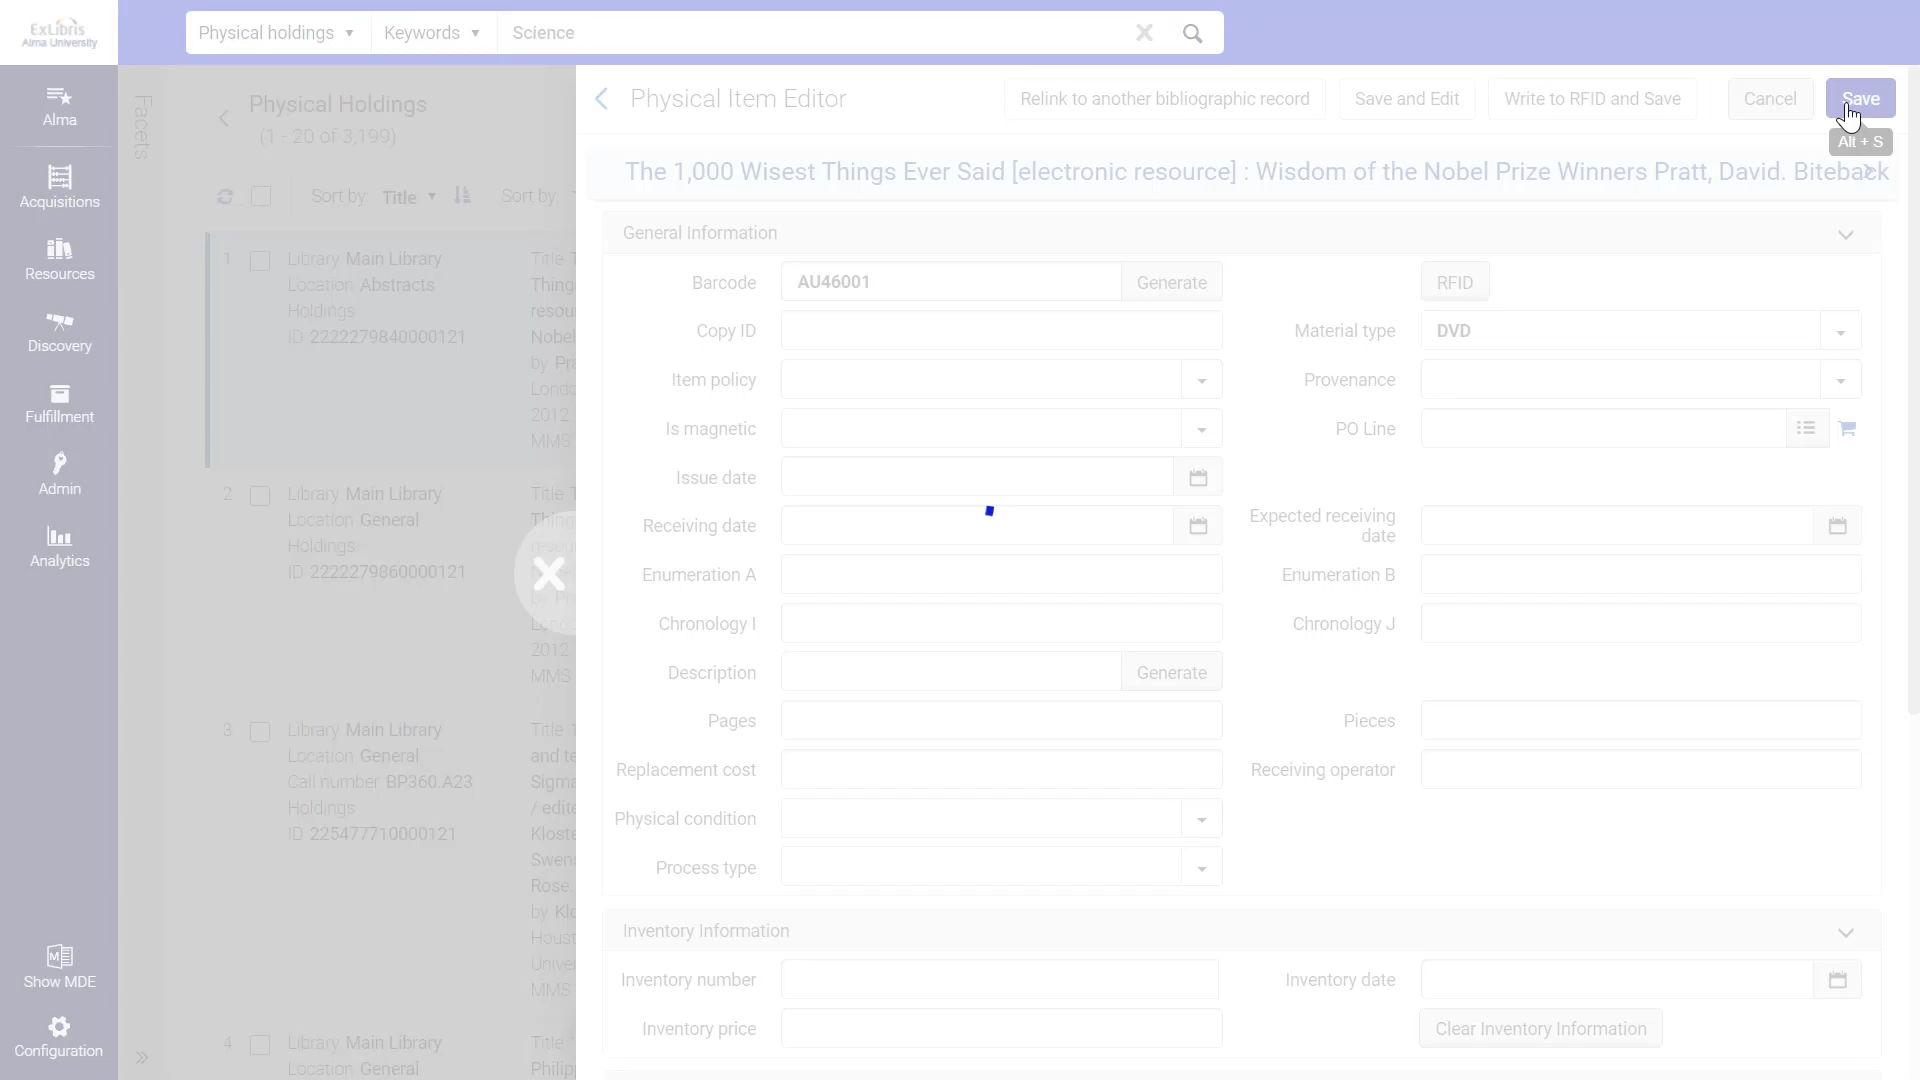 ExLibris
Alma University
Physical holdings
Keywords
Science
Alma
Acquisitions
Resources
Discovery
Fulfillment
Admin
Analytics
Show MDE
Configuration
Facets
Physical Holdings
(1 - 20 of 3,199)
Sort by: Title
Sort by:
1
Library Main Library
Location Abstracts
Holdings
ID 2222279840000121
Thing
resou
Nobel
by Pra
Londo
2012
MMS
2
Library Main Library
Location General
Holdings
ID 2222279860000121
Thing
2012
MMS
3
Library Main Library
Location General
Call number BP360.A23
Holdings
ID 225477710000121
and te
Sigma
/ edite
Kloste
Swens
Rose.
by Klo
Houst
Univer
MMS
4
Library Main Library
Location General
Philip
Physical Item Editor
Relink to another bibliographic record
Save and Edit
Write to RFID and Save
Cancel
Save
Alt + S
The 1,000 Wisest Things Ever Said [electronic resource] : Wisdom of the Nobel Prize Winners Pratt, David. Biteback
General Information
Barcode AU46001 Generate
RFID
Copy ID
Material type DVD
Item policy
Provenance
Is magnetic
PO Line
Issue date
Receiving date
Expected receiving
date
Enumeration A
Enumeration B
Chronology I
Chronology J
Description Generate
Pages
Pieces
Replacement cost
Receiving operator
Physical condition
Process type
Inventory Information
Inventory number
Inventory date
Inventory price
Clear Inventory Information